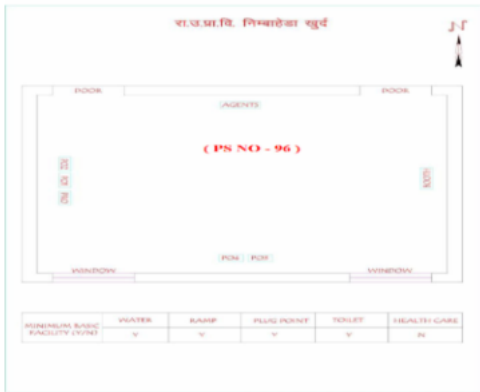 रा.उ.प्रा.वि. निम्बाहेडा खुर्द
N
DOOR DOOR
AGENTS
( PS NO - 96 )
WINDOW WINDOW
MINIMUM BASIC FACILITY (Y/N) WATER RAMP PLUG POINT TOILET HEALTH CARE
Y Y Y Y N